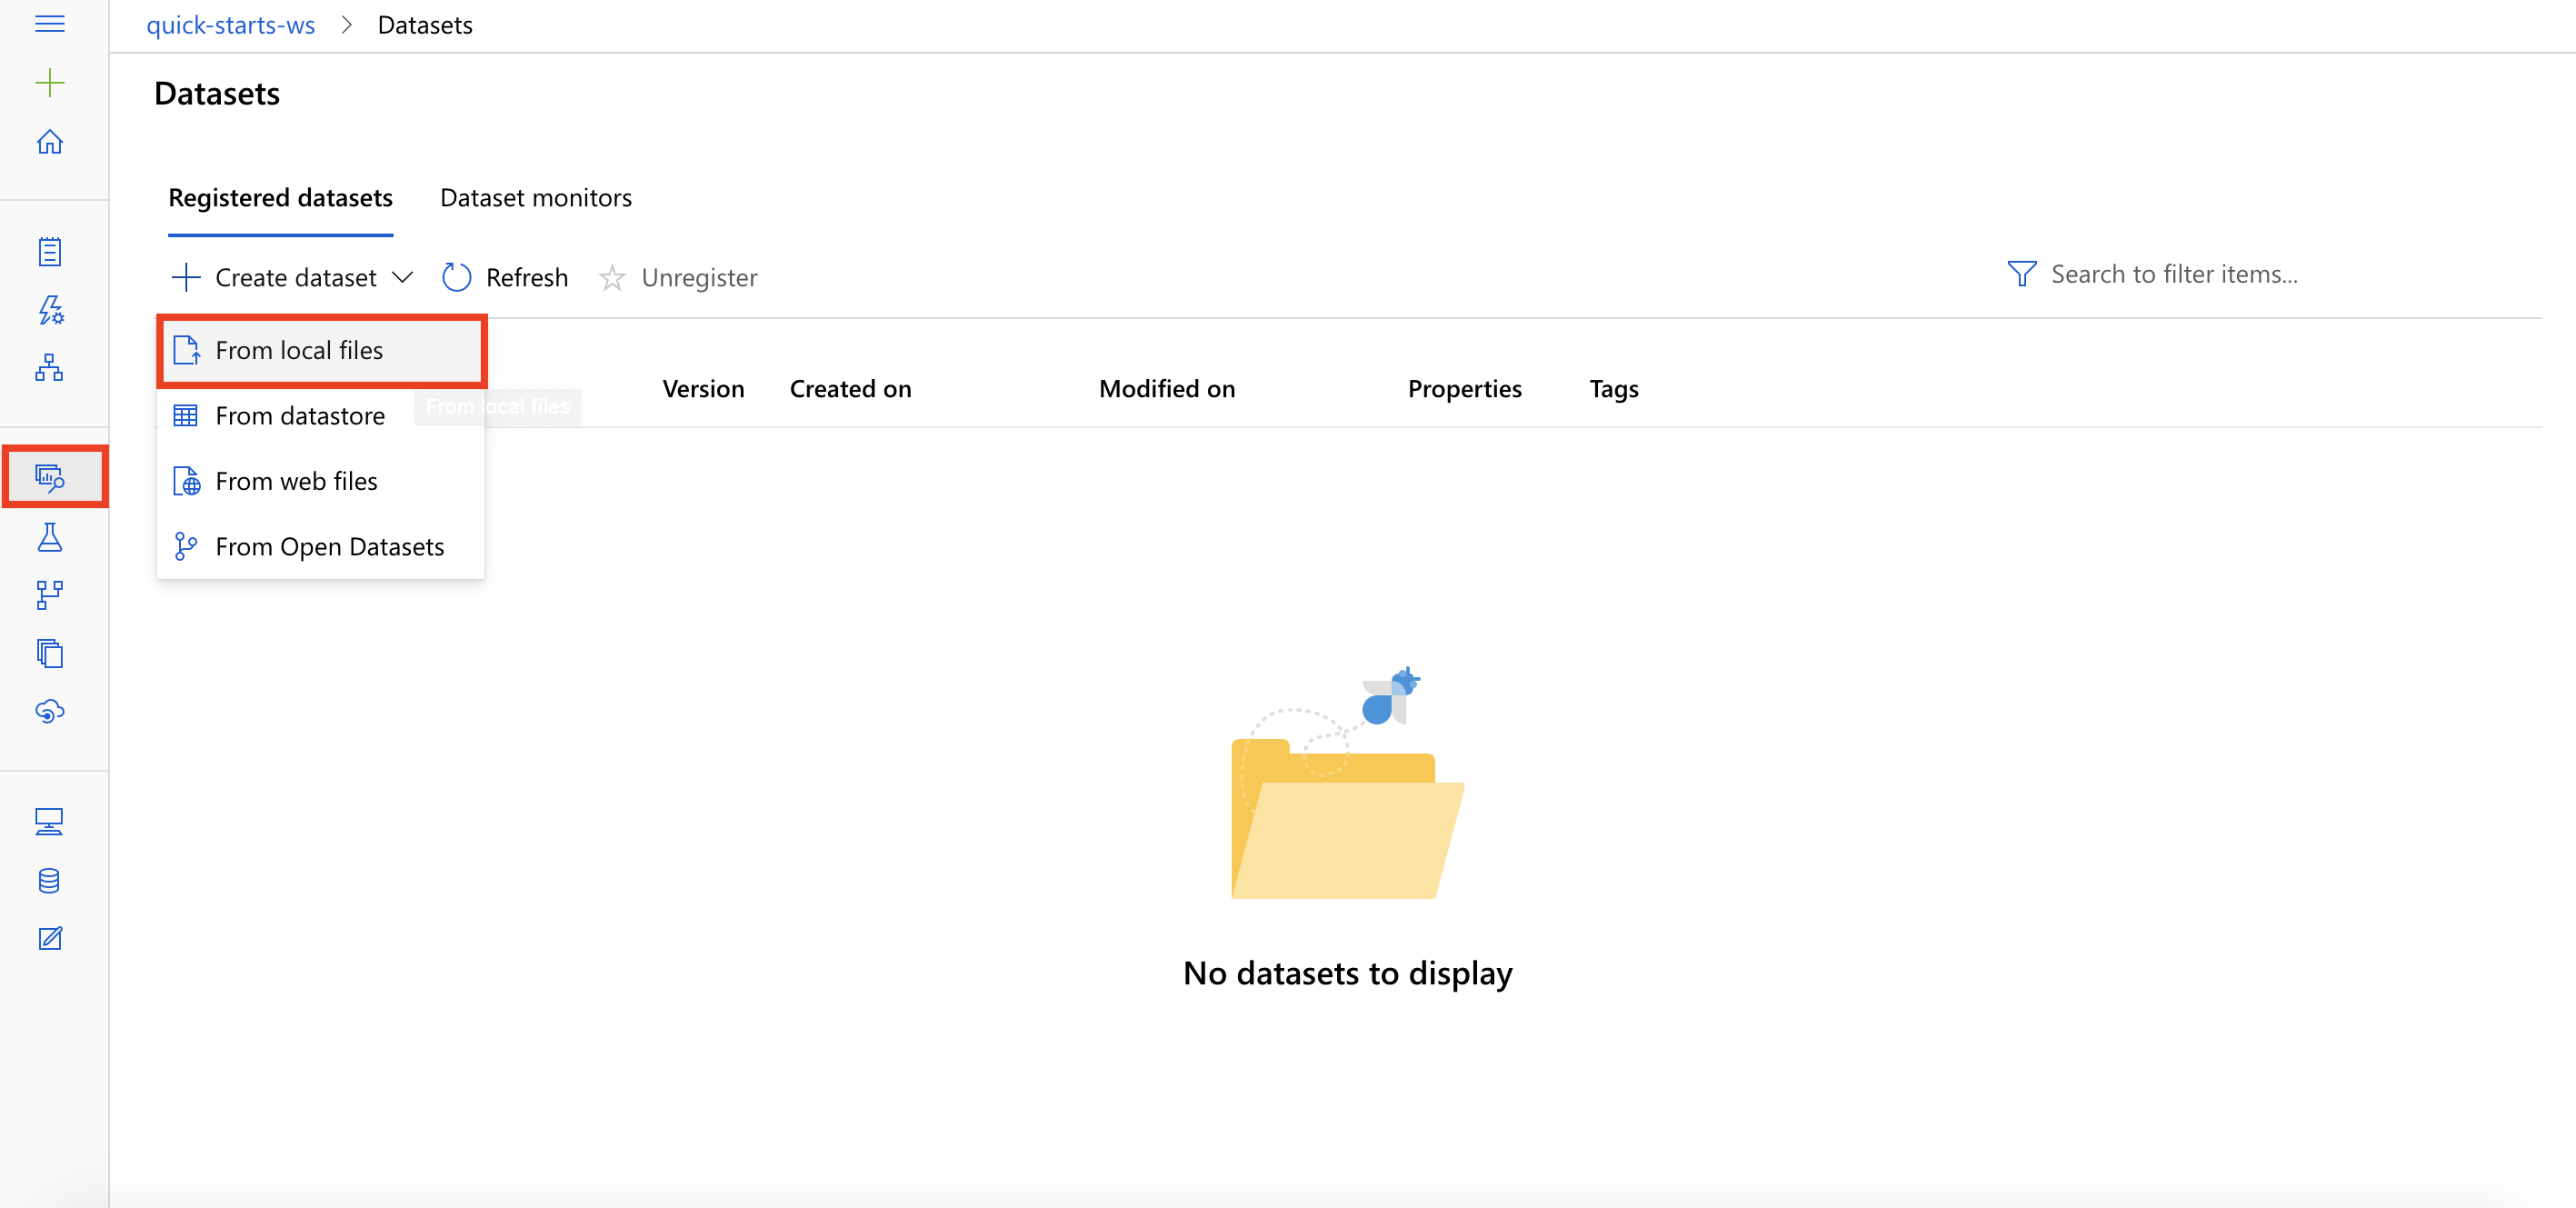 quick-starts-ws > Datasets
Datasets
Registered datasets Dataset monitors
Create dataset Refresh Unregister Search to filter items...
From local files
Version Created on Modified on Properties Tags
From local files
From datastore
From web files
From Open Datasets
No datasets to display